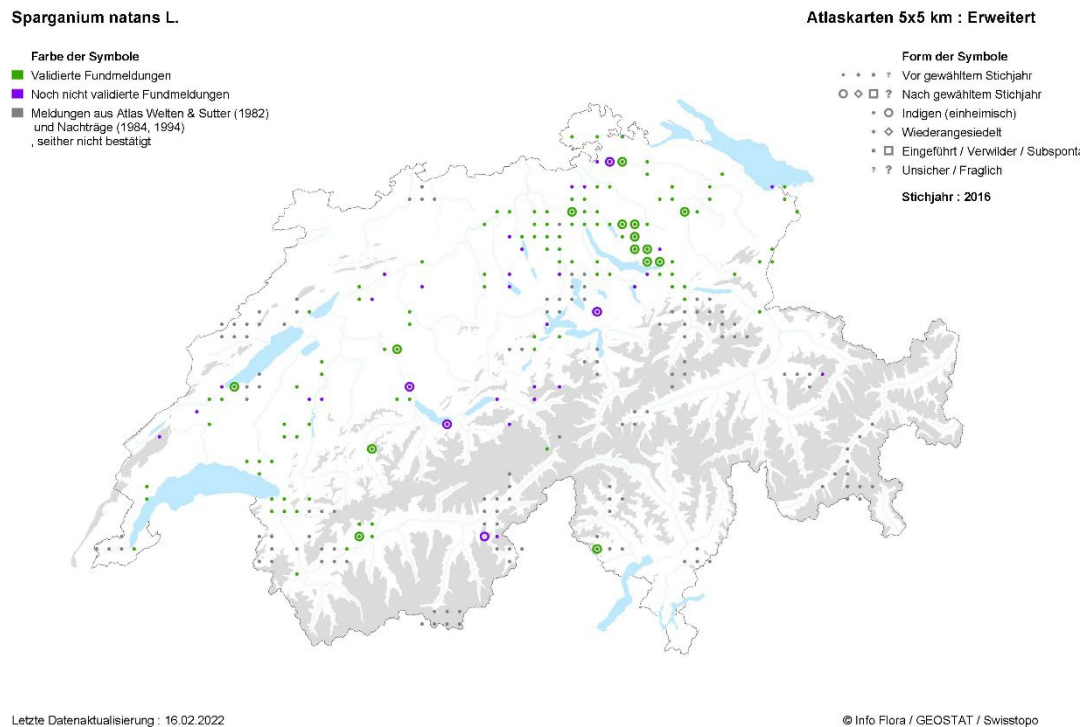 Sparganium natans L.
Atlaskarten 5x5 km : Erweitert
Farbe der Symbole
Validierte Fundmeldungen
Noch nicht validierte Fundmeldungen
Meldungen aus Atlas Welten & Sutter (1982)
und Nachträge (1984, 1994)
, seither nicht bestätigt
Form der Symbole
? Vor gewähltem Stichjahr
? Nach gewähltem Stichjahr
Indigen (einheimisch)
Wiederangesiedelt
Eingeführt / Verwilder / Subsponta
? ? Unsicher / Fraglich
Stichjahr : 2016
Letzte Datenaktualisierung : 16.02.2022
© Info Flora / GEOSTAT / Swisstopo